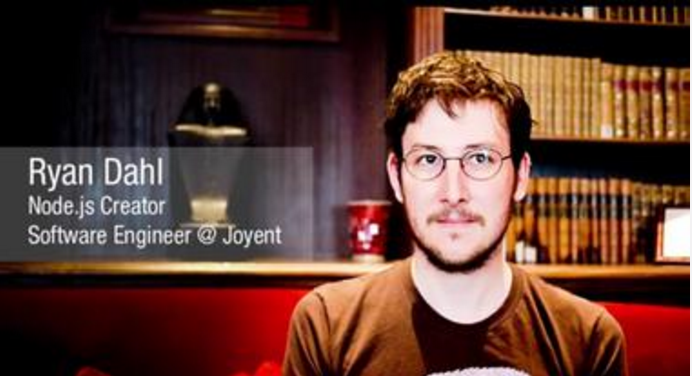 Ryan Dahl
Node.js Creator
Software Engineer @ Joyent